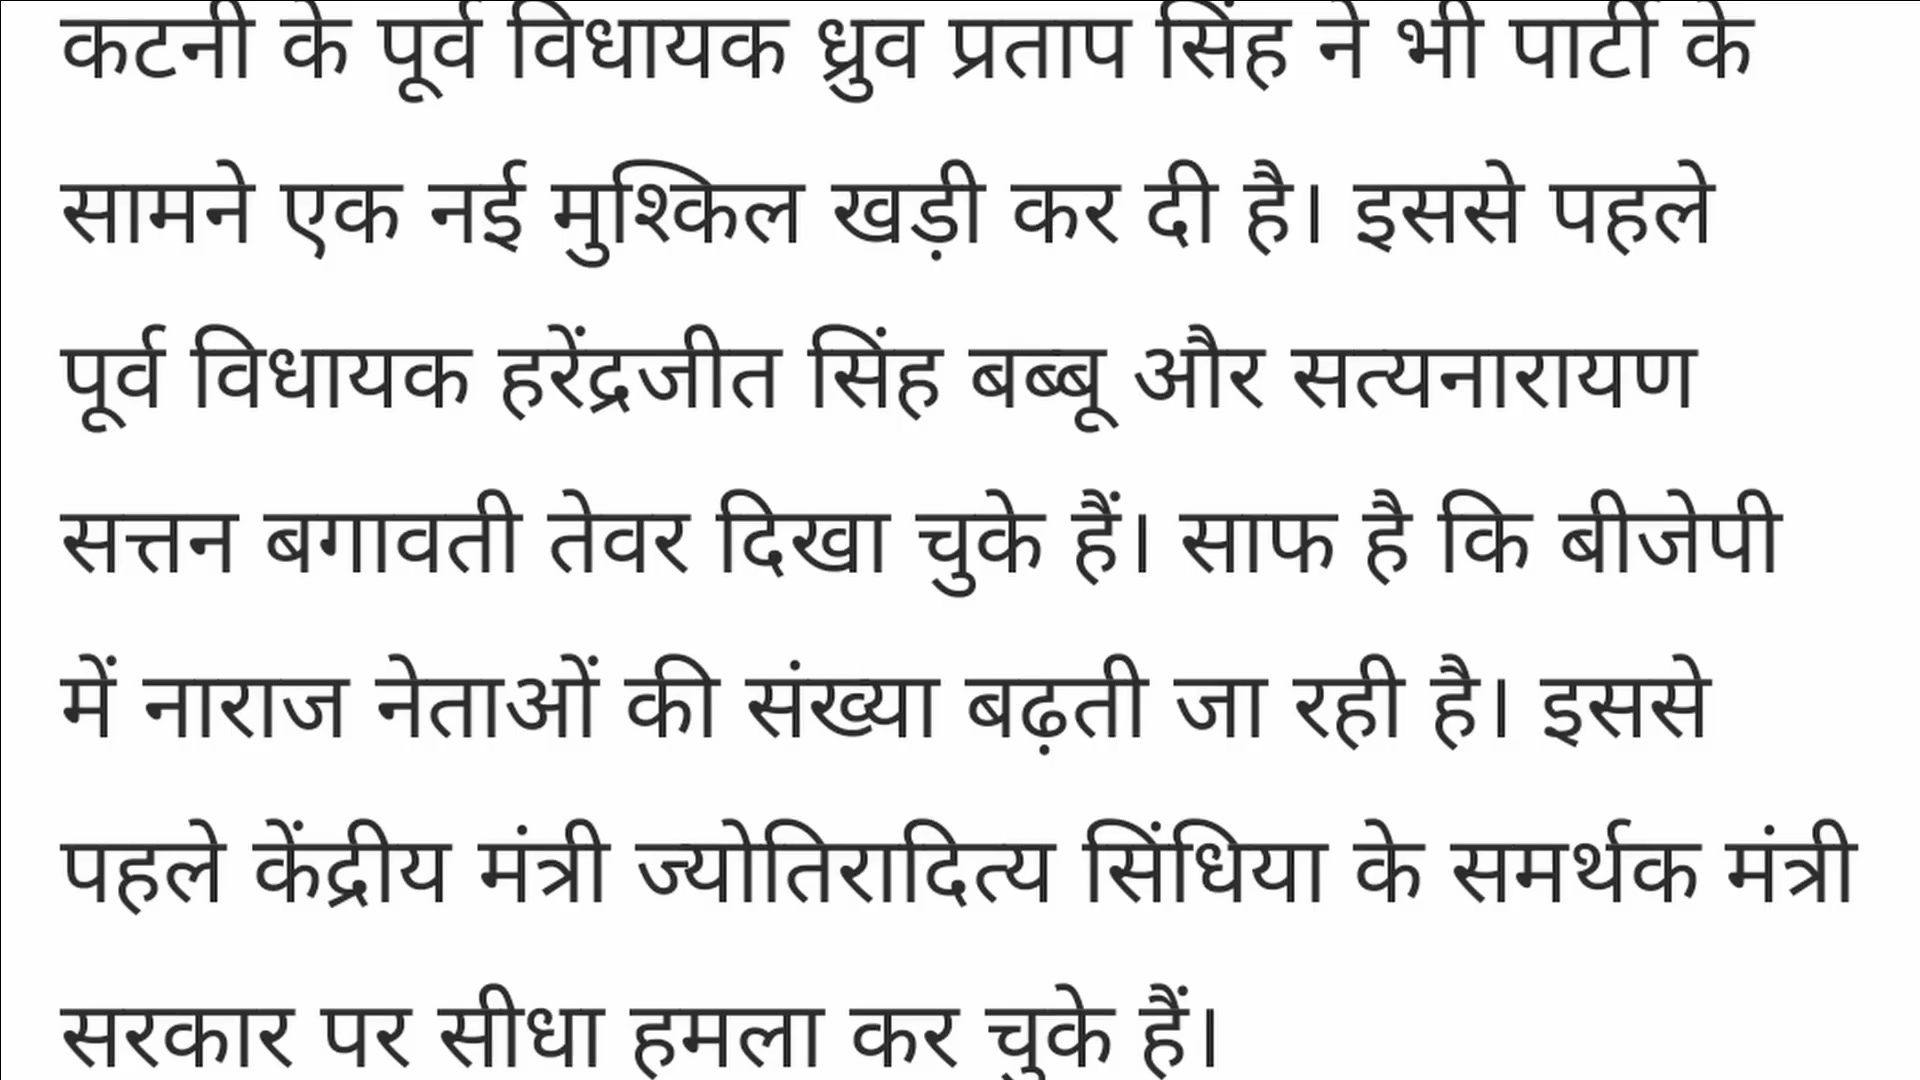 कटनी के पूर्व विधायक ध्रुव प्रताप सिंह ने भी पार्टी के
सामने एक नई मुश्किल खड़ी कर दी है। इससे पहले
पूर्व विधायक हरेंद्रजीत सिंह बब्बू और सत्यनारायण
सत्तन बगावती तेवर दिखा चुके हैं। साफ है कि बीजेपी
में नाराज नेताओं की संख्या बढ़ती जा रही है। इससे
पहले केंद्रीय मंत्री ज्योतिरादित्य सिंधिया के समर्थक मंत्री
सरकार पर सीधा हमला कर चुके हैं।